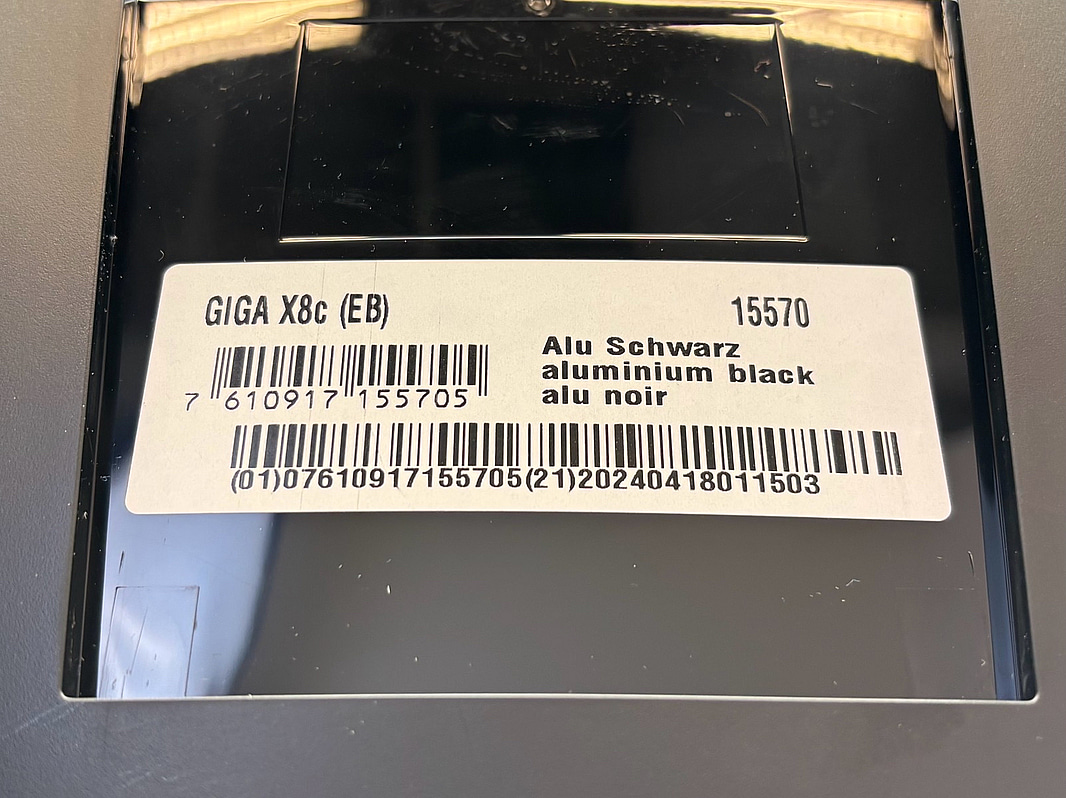 GIGA X8c (EB)
15570
Alu Schwarz
aluminium black
alu noir
7 610917 155705
(01)07610917155705(21)20240418011503